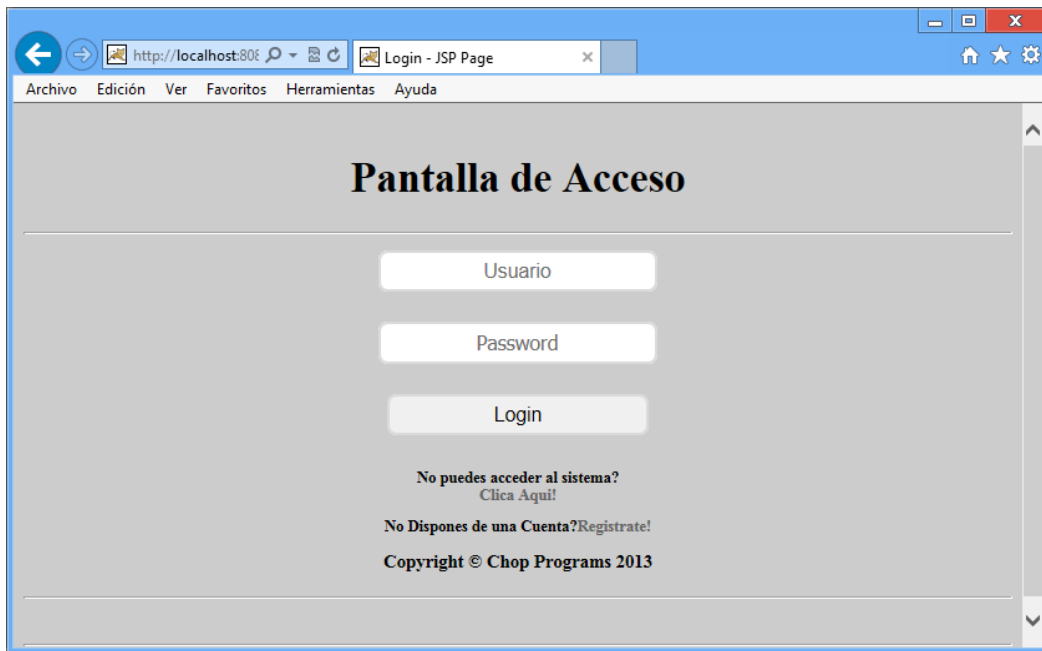 http://localhost:808
Login - JSP Page
Archivo Edición Ver Favoritos Herramientas Ayuda
Pantalla de Acceso
Usuario
Password
Login
No puedes acceder al sistema?
Clica Aqui!
No Dispones de una Cuenta?Registrate!
Copyright © Chop Programs 2013